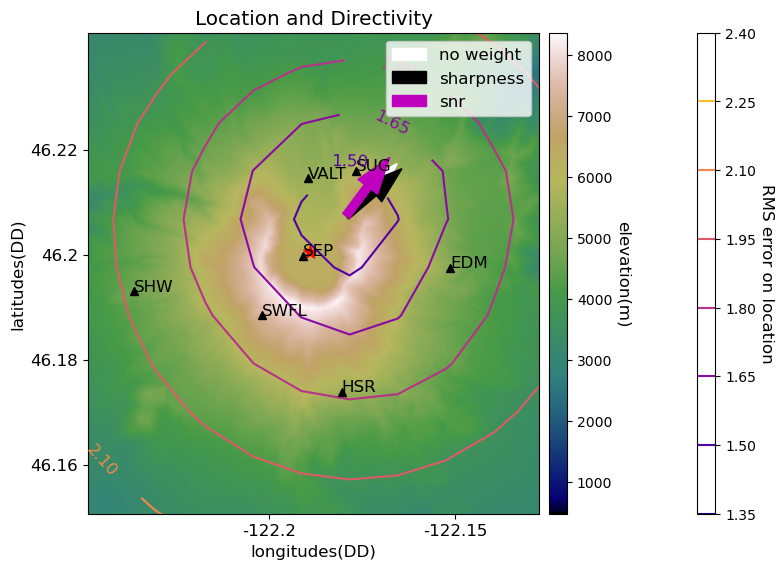 Location and Directivity
no weight
sharpness
snr
1.65
1.50
SUG
VALT
SEP
EDM
SHW
SWFL
HSR
2.10
46.22
46.2
46.18
46.16
latitudes(DD)
-122.2
-122.15
longitudes(DD)
8000
7000
6000
5000
4000
3000
2000
1000
elevation(m)
2.40
2.25
2.10
1.95
1.80
1.65
1.50
1.35
RMS error on location